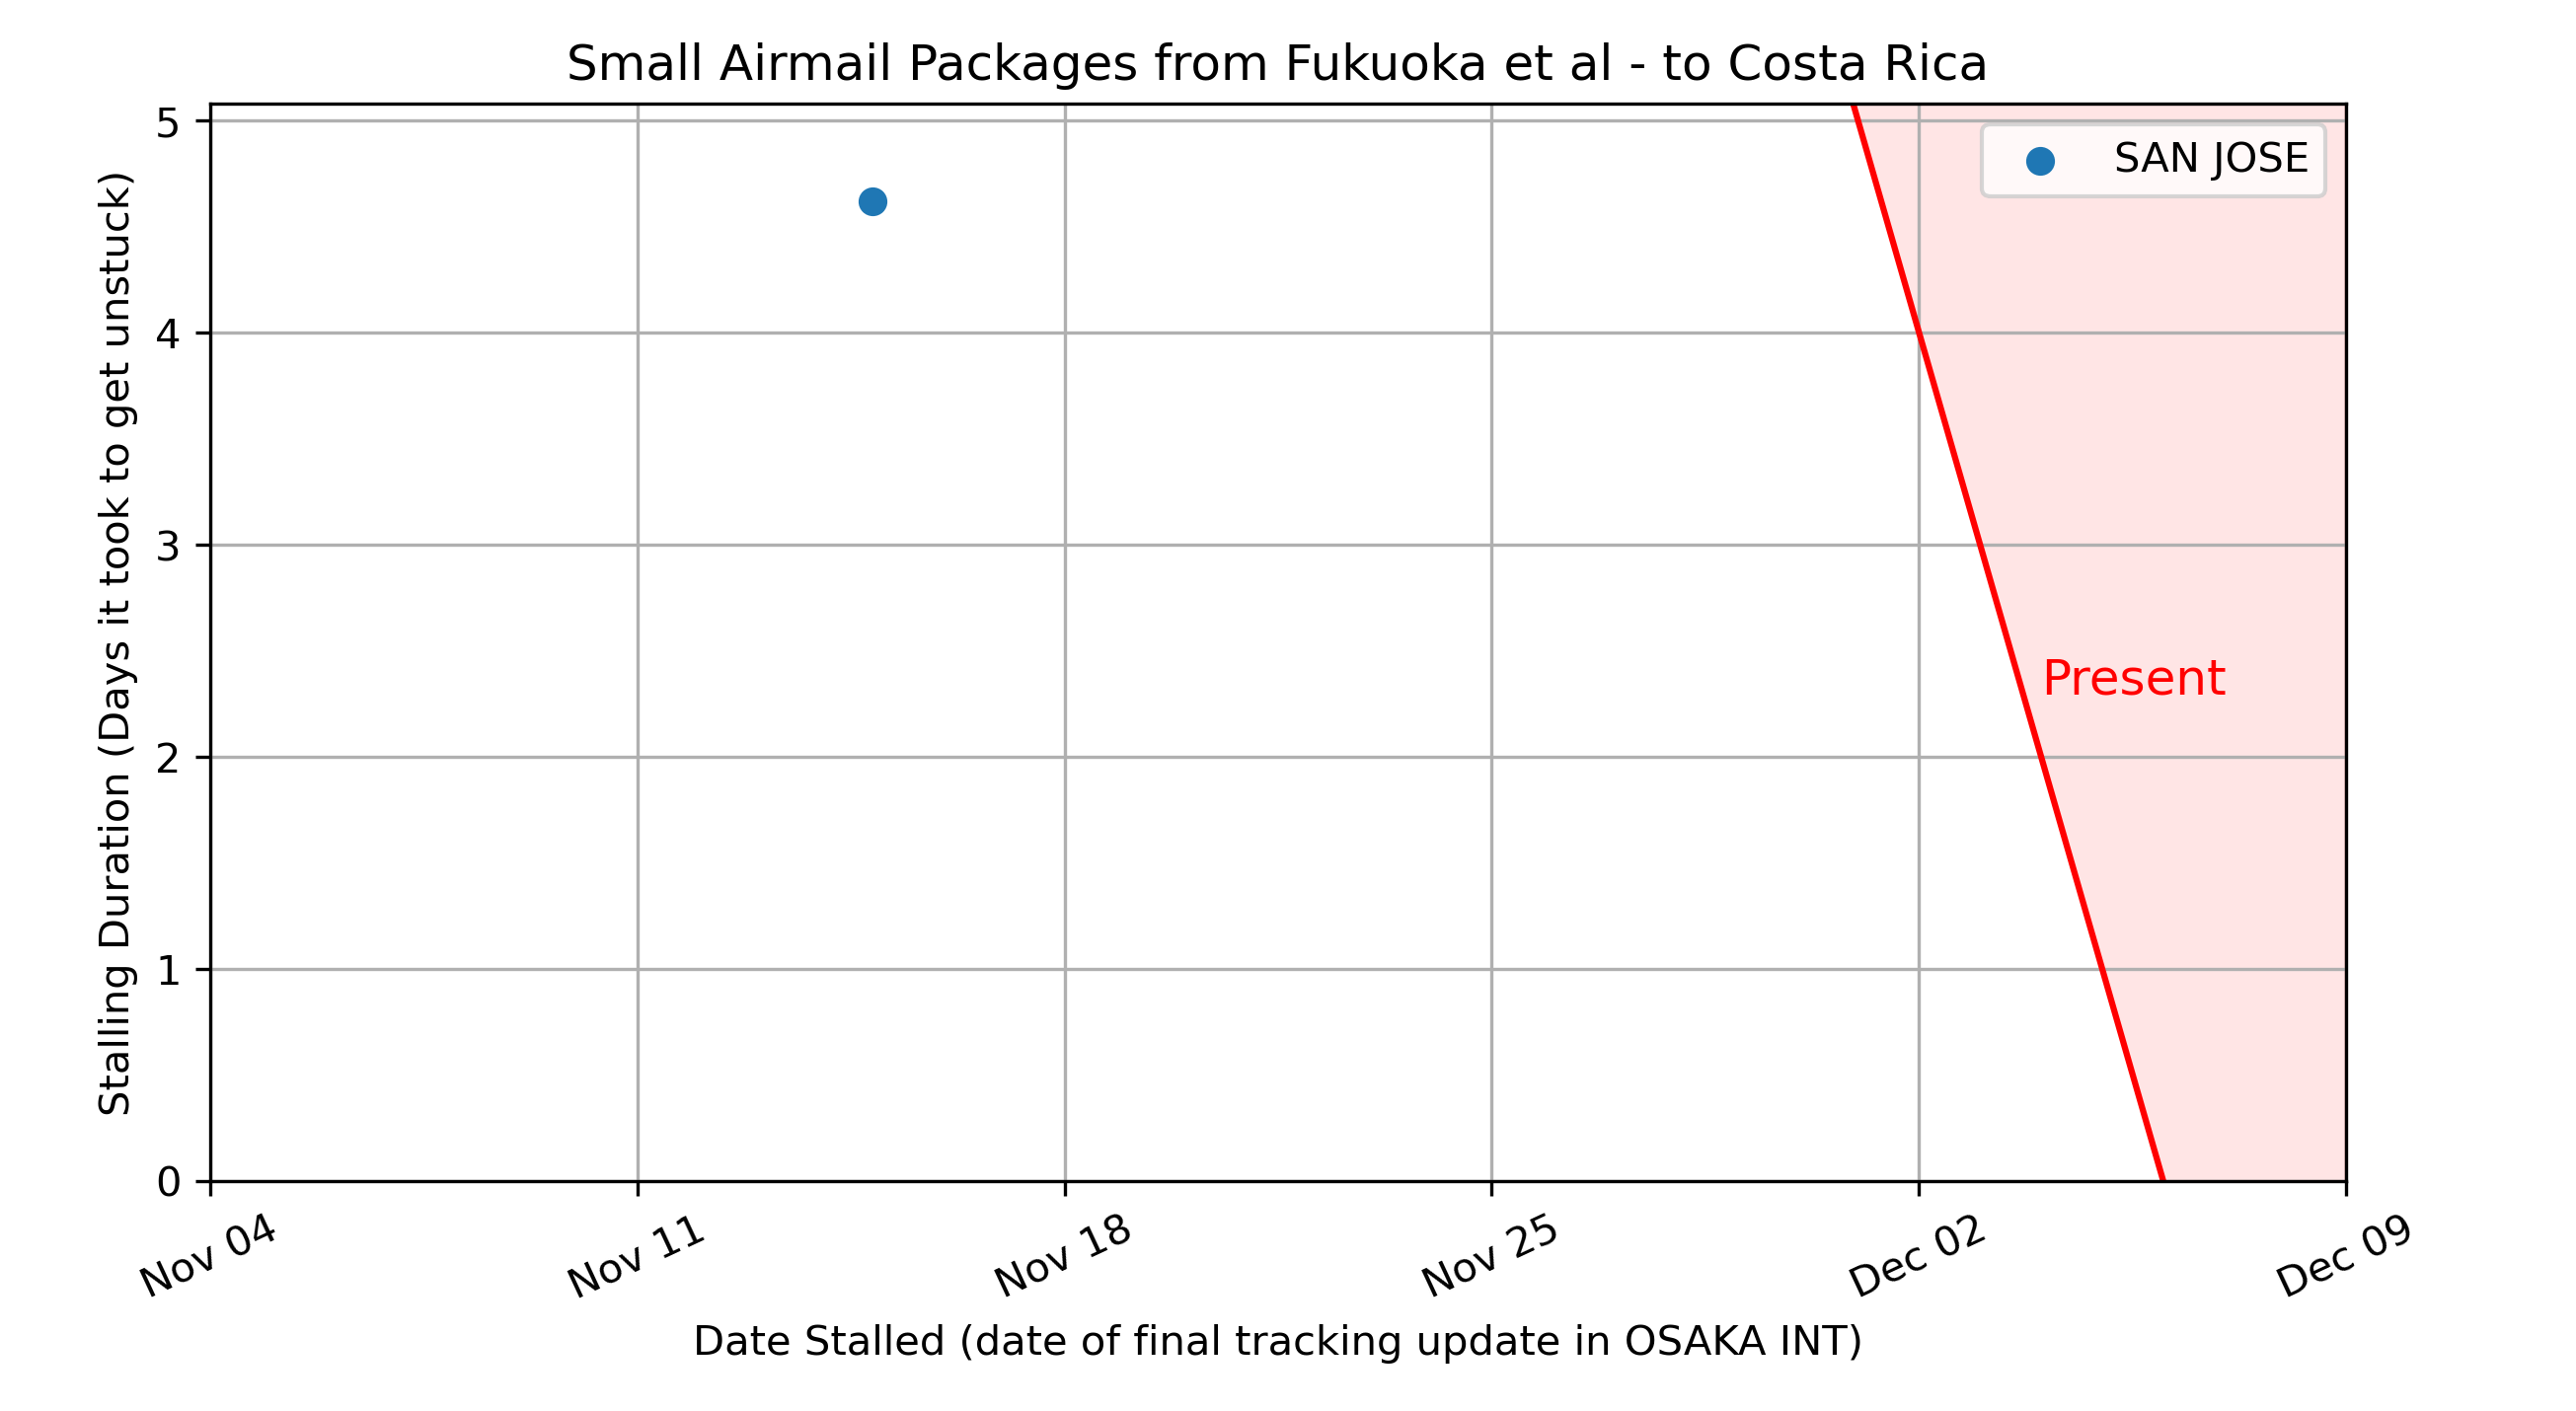 Small Airmail Packages from Fukuoka et al - to Costa Rica
Stalling Duration (Days it took to get unstuck)
5
4
3
2
1
0
SAN JOSE
Present
Nov 04
Nov 11
Nov 18
Nov 25
Dec 02
Dec 09
Date Stalled (date of final tracking update in OSAKA INT)